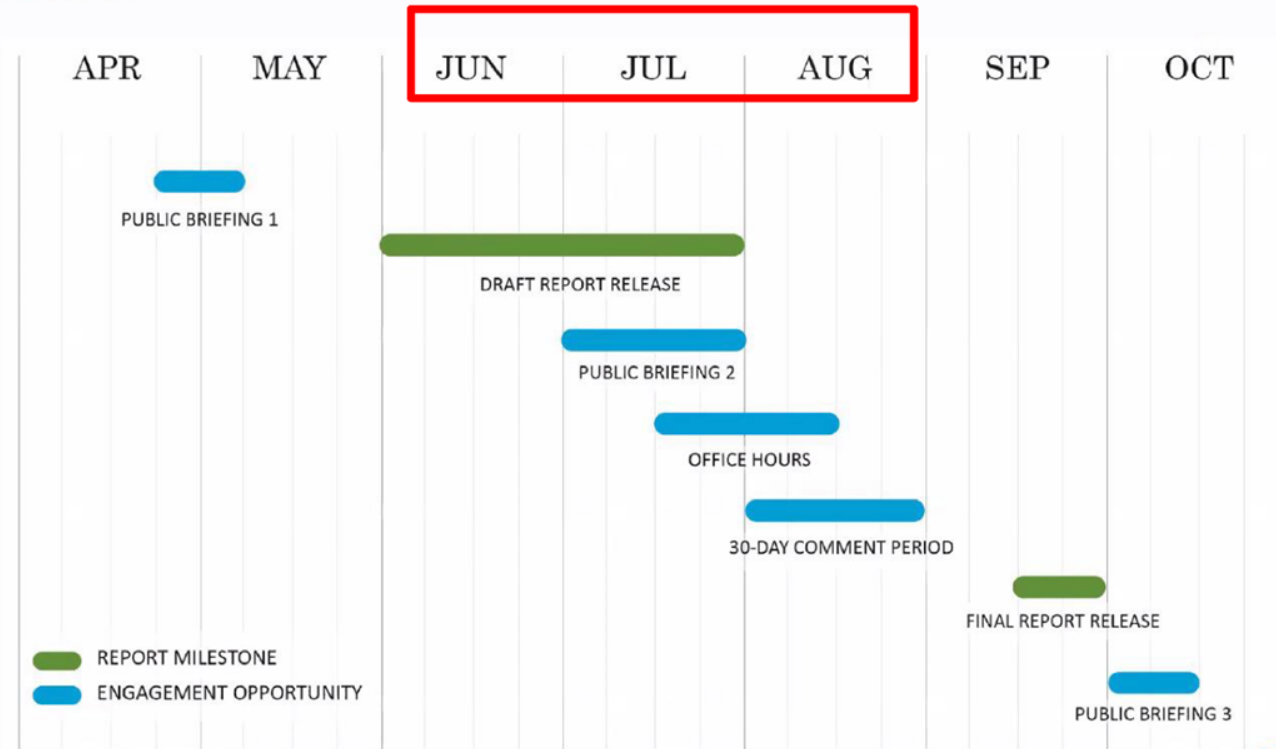 APR MAY JUN JUL AUG SEP OCT
PUBLIC BRIEFING 1
DRAFT REPORT RELEASE
PUBLIC BRIEFING 2
OFFICE HOURS
30-DAY COMMENT PERIOD
FINAL REPORT RELEASE
REPORT MILESTONE
ENGAGEMENT OPPORTUNITY
PUBLIC BRIEFING 3